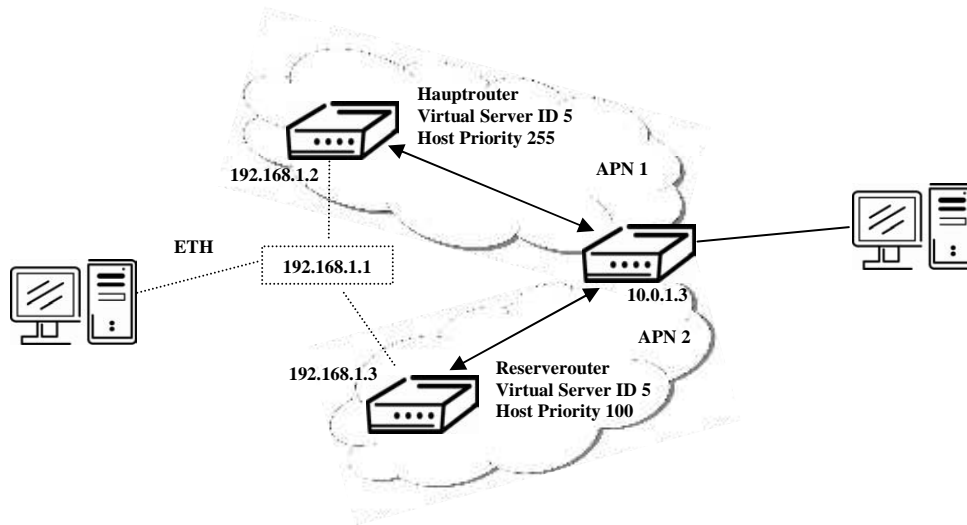 Hauptrouter
Virtual Server ID 5
Host Priority 255
192.168.1.2
APN 1
ETH
192.168.1.1
10.0.1.3
APN 2
192.168.1.3
Reserverouter
Virtual Server ID 5
Host Priority 100